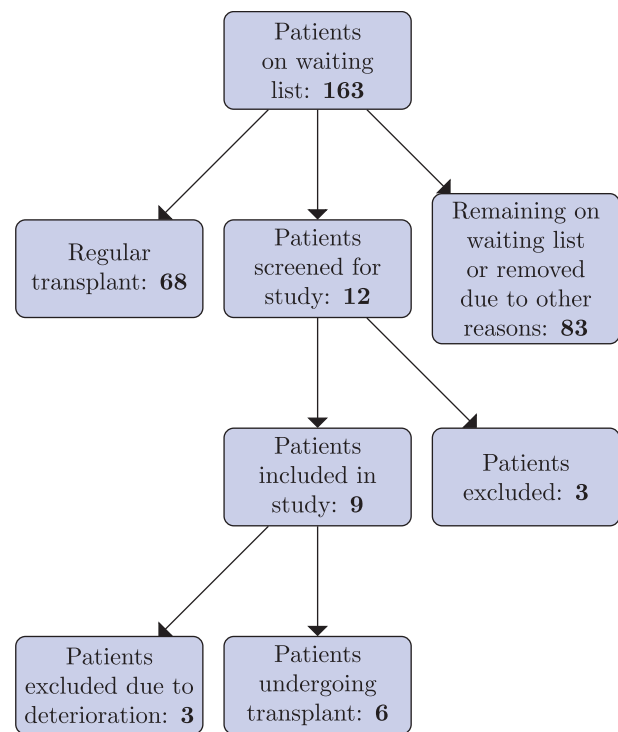 Patients
on waiting
list: 163
Regular
transplant: 68
Patients
screened for
study: 12
Remaining on
waiting list
or removed
due to other
reasons: 83
Patients
included in
study: 9
Patients
excluded: 3
Patients
excluded due to
deterioration: 3
Patients
undergoing
transplant: 6